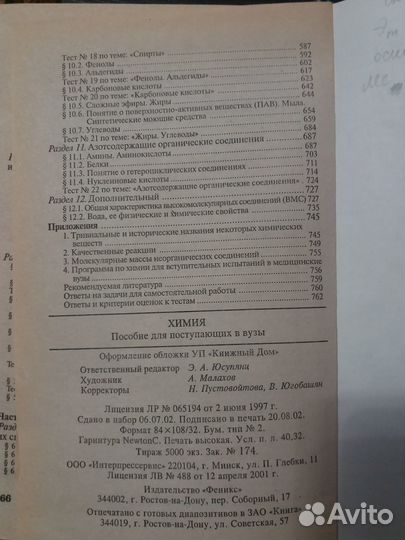 Тест № 18 по теме: «Спирты» 587
§ 10.2. Фенолы 592
§ 10.3. Альдегиды 602
Тест № 19 по теме: «Фенолы. Альдегиды» 617
§ 10.4. Карбоновые кислоты 623
Тест № 20 по теме: «Карбоновые кислоты» 642
§ 10.5. Сложные эфиры. Жиры 644
§ 10.6. Понятие о поверхностно-активных веществах (ПАВ). Мыла.
Синтетические моющие средства 654
§ 10.7. Углеводы 659
Тест № 21 по теме: «Жиры. Углеводы» 684
Раздел 11. Азотсодержащие органические соединения 687
§ 11.1. Амины. Аминокислоты 687
§ 11.2. Белки 703
§ 11.3. Понятие о гетероциклических соединениях 711
§ 11.4. Нуклеиновые кислоты 714
Тест № 22 по теме: «Азотсодержащие органические соединения» 724
Раздел 12. Дополнительный 727
§ 12.1. Общая характеристика высокомолекулярных соединений (ВМС) 727
§ 12.2. Вода, ее физические и химические свойства 735
Приложения 745
1. Тривиальные и исторические названия некоторых химических
веществ 745
2. Качественные реакции 749
3. Молекулярные массы неорганических соединений 755
4. Программа по химии для вступительных испытаний в медицинские
вузы 756
Рекомендуемая литература 759
Ответы на задачи для самостоятельной работы 760
Ответы и критерии оценок к тестам 762
ХИМИЯ
Пособие для поступающих в вузы
Оформление обложки УП «Книжный Дом»
Ответственный редактор Э. А. Юсупянц
Художник А. Малахов
Корректоры Н. Пустовойтова, В. Югобашян
Лицензия ЛР № 065194 от 2 июня 1997 г.
Сдано в набор 06.07.02. Подписано в печать 20.08.02.
Формат 84×108/32. Бум. тип № 2.
Гарнитура NewtonC. Печать высокая. Усл. п. л. 40,32.
Тираж 5000 экз. Зак. № 174.
ООО «Интерпрессервис» 220104, г. Минск, ул. П. Глебки, 11
Лицензия ЛВ № 488 от 12 апреля 2001 г.
Издательство «Феникс»
344002, г. Ростов-на-Дону, пер. Соборный, 17
Отпечатано с готовых диапозитивов в ЗАО «Книга»
344019, г. Ростов-на-Дону, ул. Советская, 57
Част
Разд
66
Avito